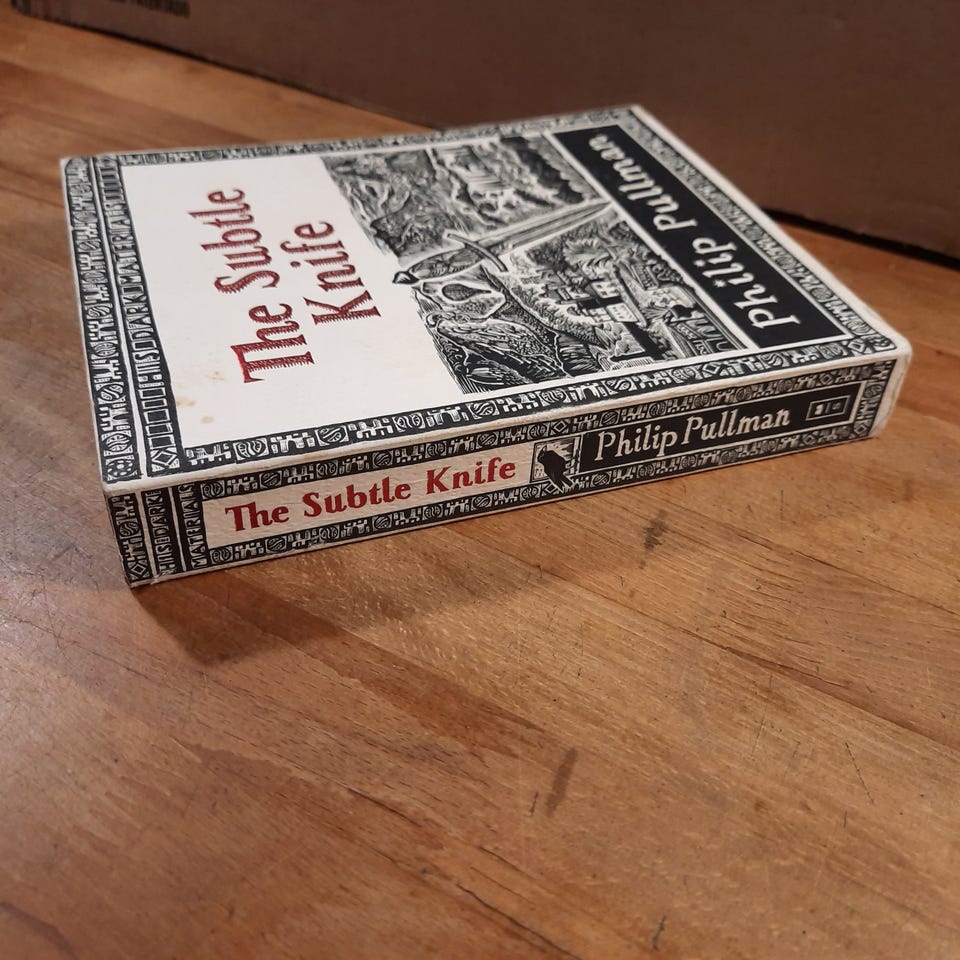 The Subtle
Knife
Philip Pullman
The Subtle Knife
Philip Pullman